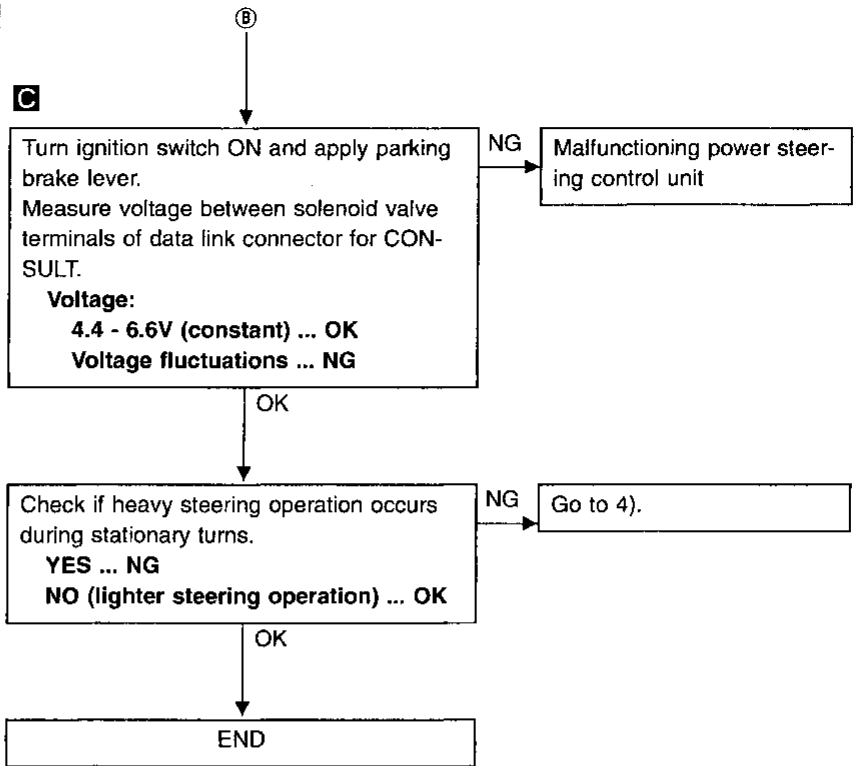 Ⓑ
C
Turn ignition switch ON and apply parking
brake lever.
Measure voltage between solenoid valve
terminals of data link connector for CON-
SULT.
Voltage:
4.4 - 6.6V (constant) ... OK
Voltage fluctuations ... NG
NG
Malfunctioning power steer-
ing control unit
OK
Check if heavy steering operation occurs
during stationary turns.
YES ... NG
NO (lighter steering operation) ... OK
NG
Go to 4).
OK
END